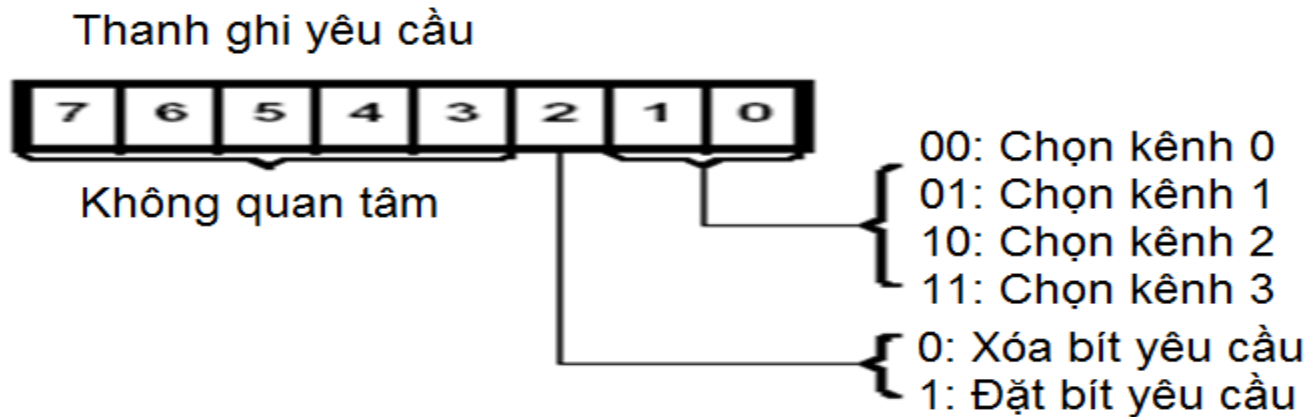 Thanh ghi yêu cầu
7 6 5 4 3 2 1 0
Không quan tâm
00: Chọn kênh 0
01: Chọn kênh 1
10: Chọn kênh 2
11: Chọn kênh 3
0: Xóa bít yêu cầu
1: Đặt bít yêu cầu